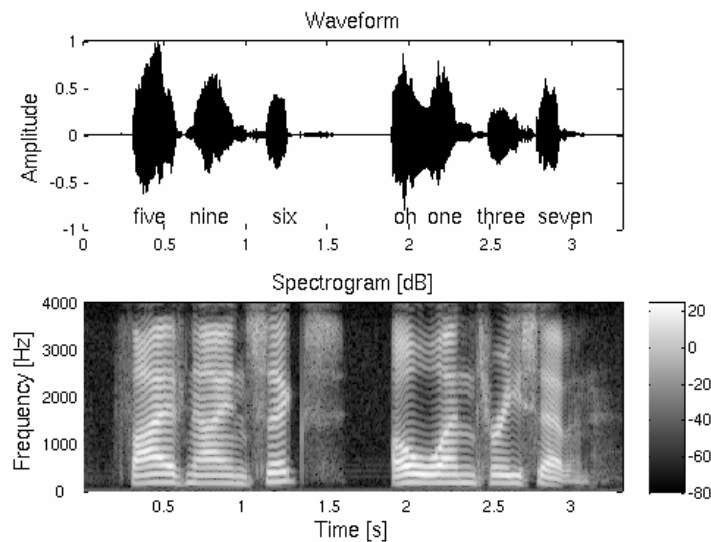 Waveform
Amplitude
1
0.5
0
-0.5
-1
five nine six oh one three seven
0 0.5 1 1.5 2 2.5 3
Spectrogram [dB]
Frequency [Hz]
4000
3000
2000
1000
0
0.5 1 1.5 2 2.5 3
Time [s]
20
0
-20
-40
-60
-80